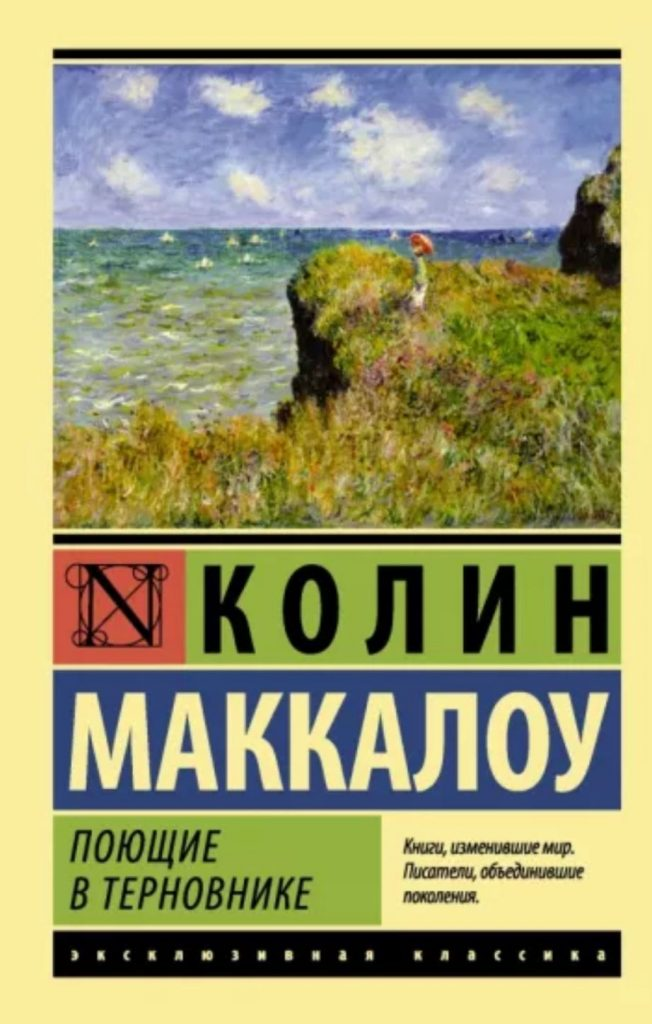 N КОЛИН
МАККАЛОУ
ПОЮЩИЕ
В ТЕРНОВНИКЕ
Книги, изменившие мир.
Писатели, объединившие
поколения.
эксклюзивная классика